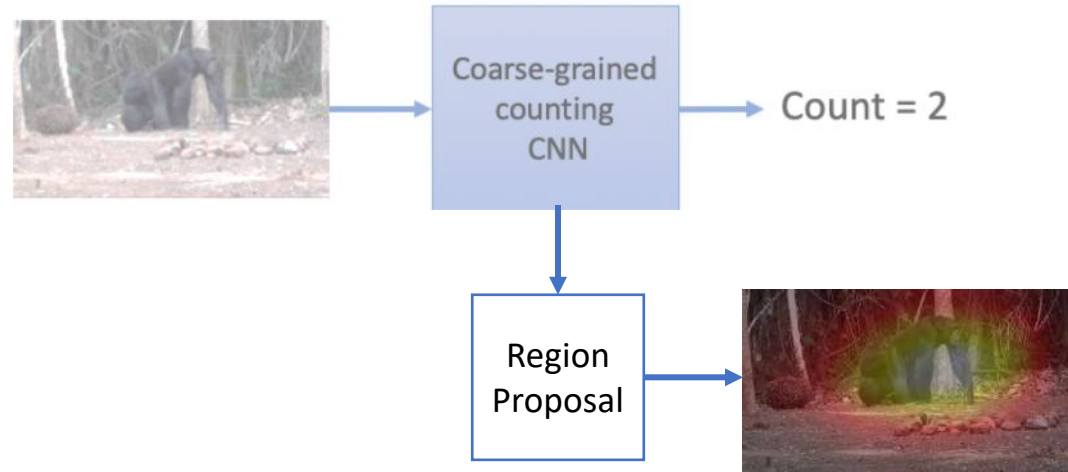 Coarse-grained
counting
CNN
Count = 2
Region
Proposal